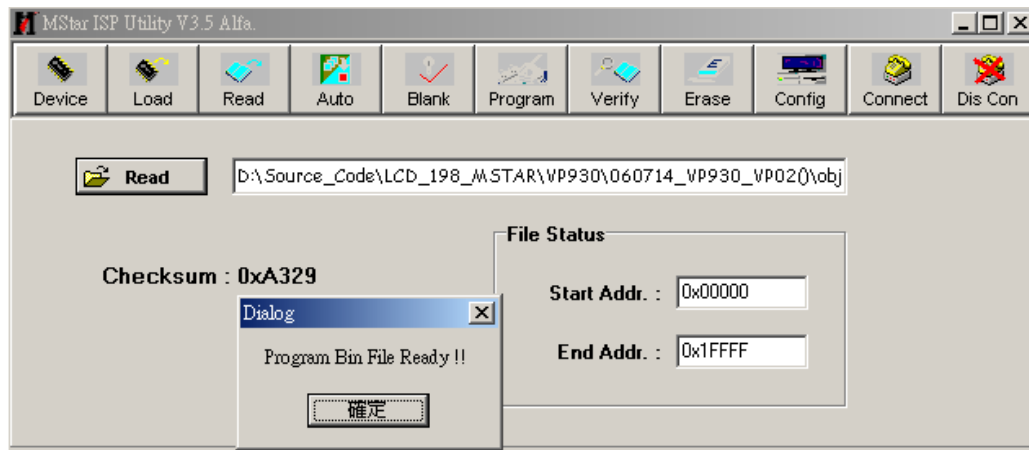 MStar ISP Utility V3.5 Alfa.
Device Load Read Auto Blank Program Verify Erase Config Connect Dis Con
Read D:\Source_Code\LCD_198_MSTAR\VP930\060714_VP930_VP02()\obj
File Status
Checksum : 0xA329
Start Addr. : 0x00000
End Addr. : 0x1FFFF
Dialog
Program Bin File Ready !!
確定